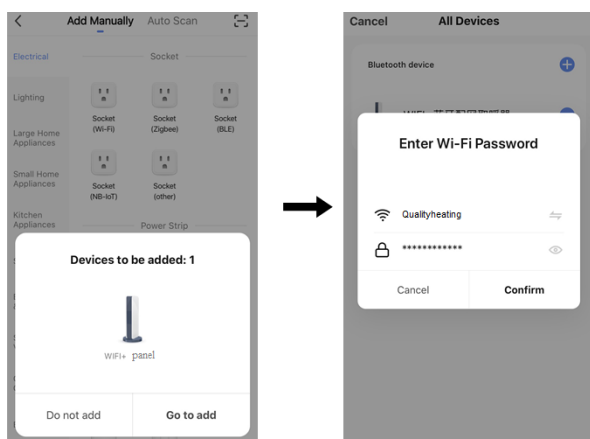 Add Manually Auto Scan
Electrical
Socket
Lighting
Large Home
Appliances
Small Home
Appliances
Kitchen
Appliances
Socket
(Wi-Fi)
Socket
(Zigbee)
Socket
(BLE)
Socket
(NB-IoT)
Socket
(other)
Power Strip
Devices to be added: 1
WIFI+ panel
Do not add
Go to add
Cancel
All Devices
Bluetooth device
Enter Wi-Fi Password
Qualityheating
************
Cancel
Confirm